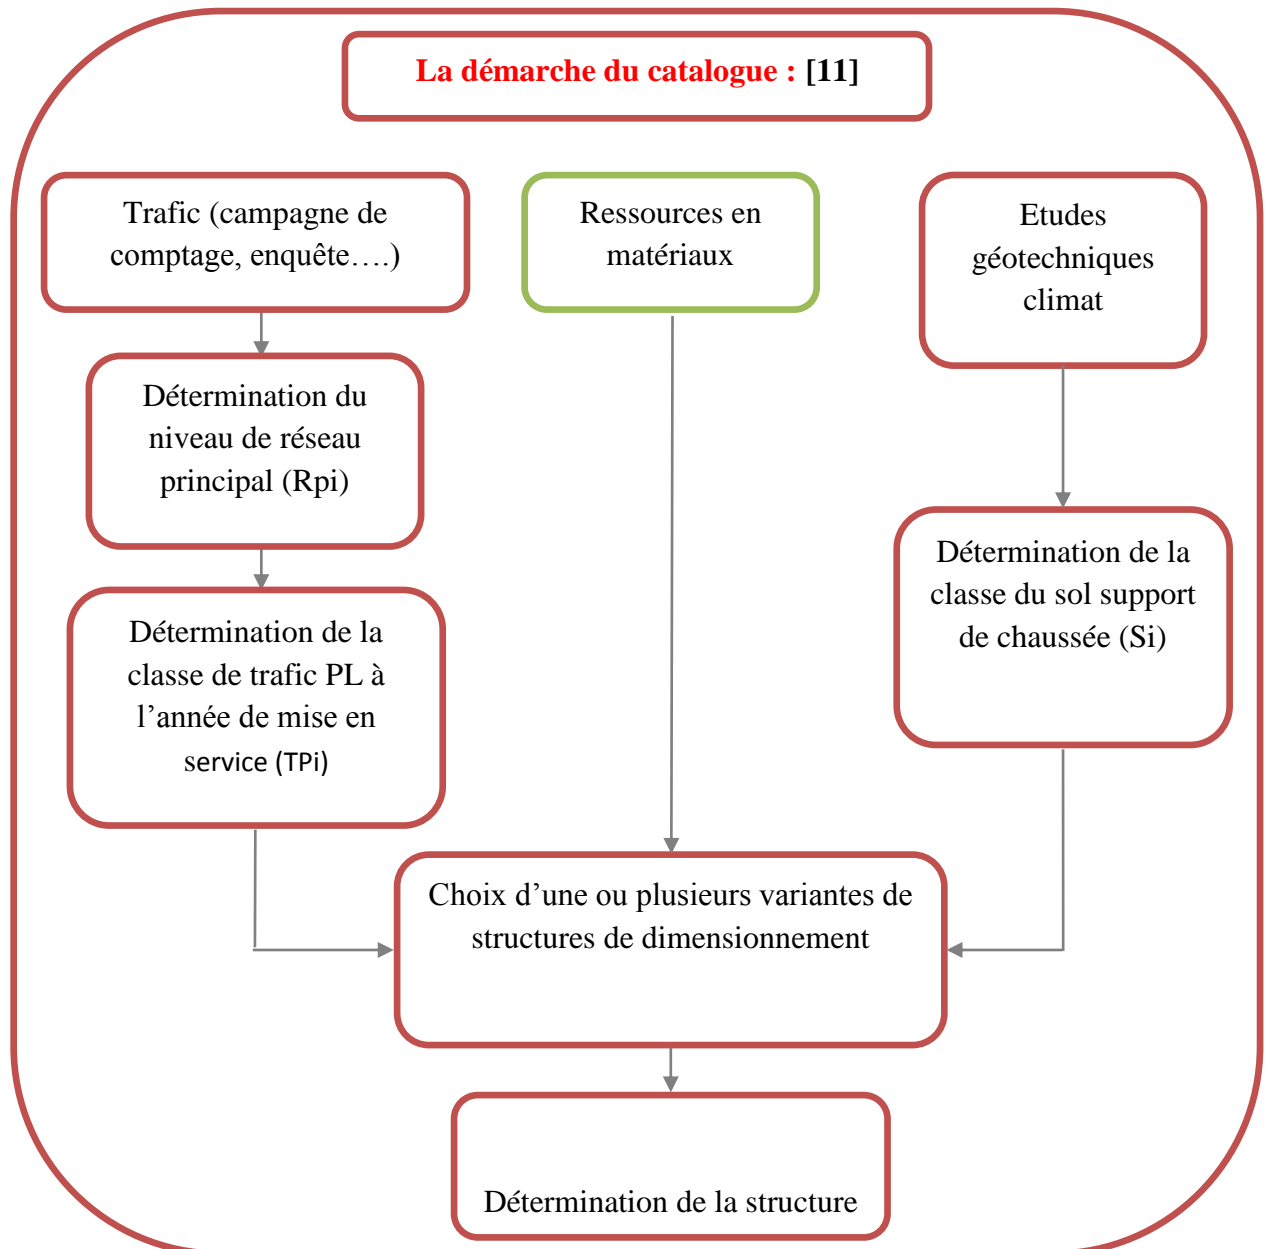 La démarche du catalogue : [11]
Trafic (campagne de
comptage, enquête….)
Ressources en
matériaux
Etudes
géotechniques
climat
Détermination du
niveau de réseau
principal (Rpi)
Détermination de la
classe du sol support
de chaussée (Si)
Détermination de la
classe de trafic PL à
l’année de mise en
service (TPi)
Choix d’une ou plusieurs variantes de
structures de dimensionnement
Détermination de la structure